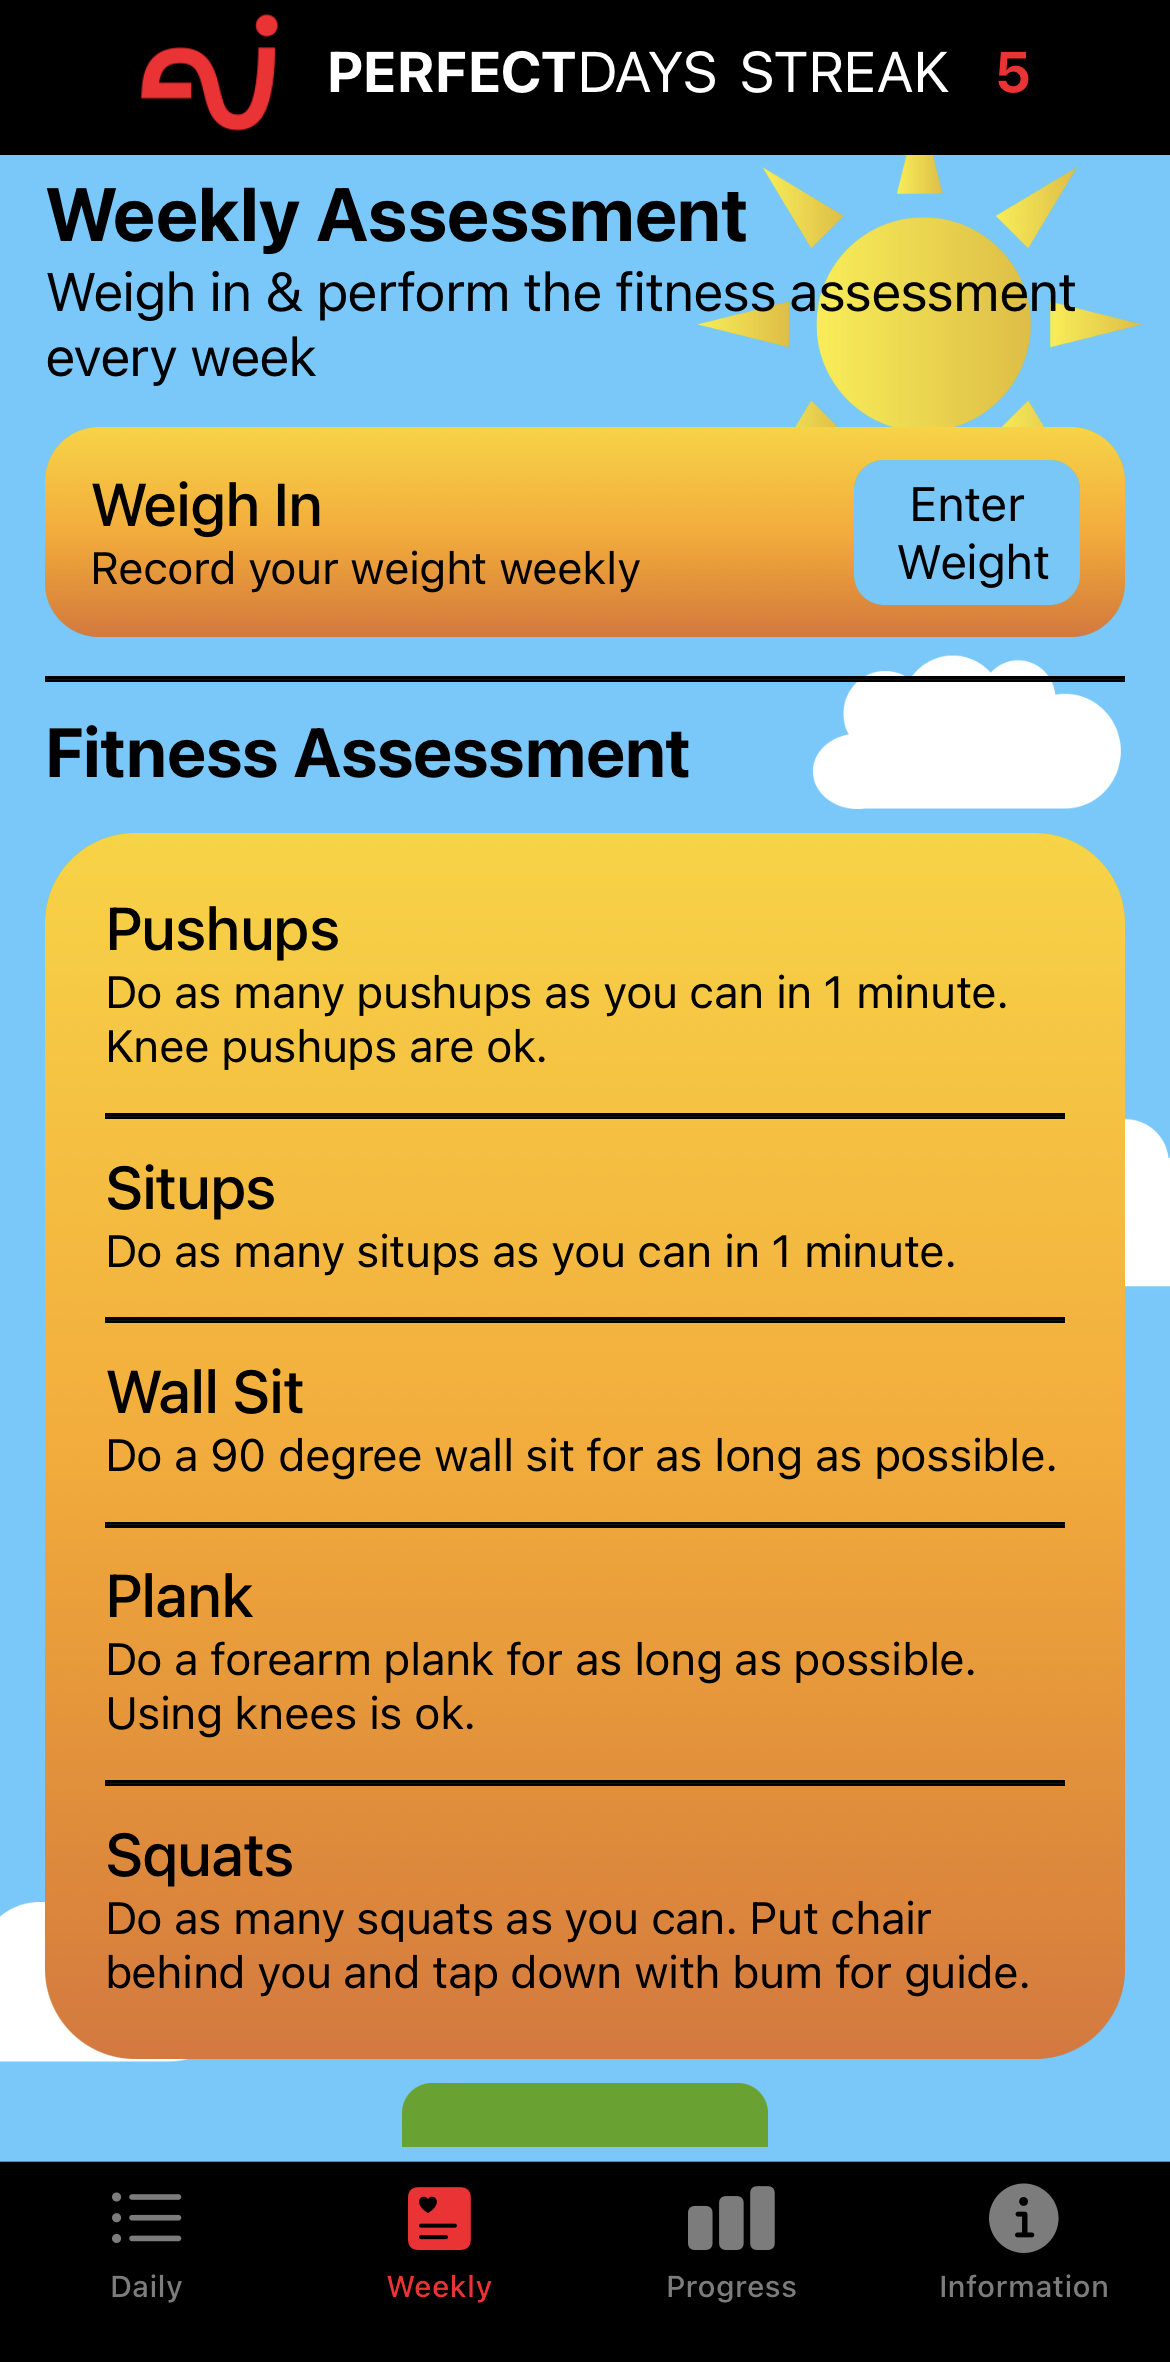 PERFECTDAYS STREAK 5
Weekly Assessment
Weigh in & perform the fitness assessment
every week
Weigh In
Record your weight weekly
Enter
Weight
Fitness Assessment
Pushups
Do as many pushups as you can in 1 minute.
Knee pushups are ok.
Situps
Do as many situps as you can in 1 minute.
Wall Sit
Do a 90 degree wall sit for as long as possible.
Plank
Do a forearm plank for as long as possible.
Using knees is ok.
Squats
Do as many squats as you can. Put chair
behind you and tap down with bum for guide.
Daily
Weekly
Progress
Information